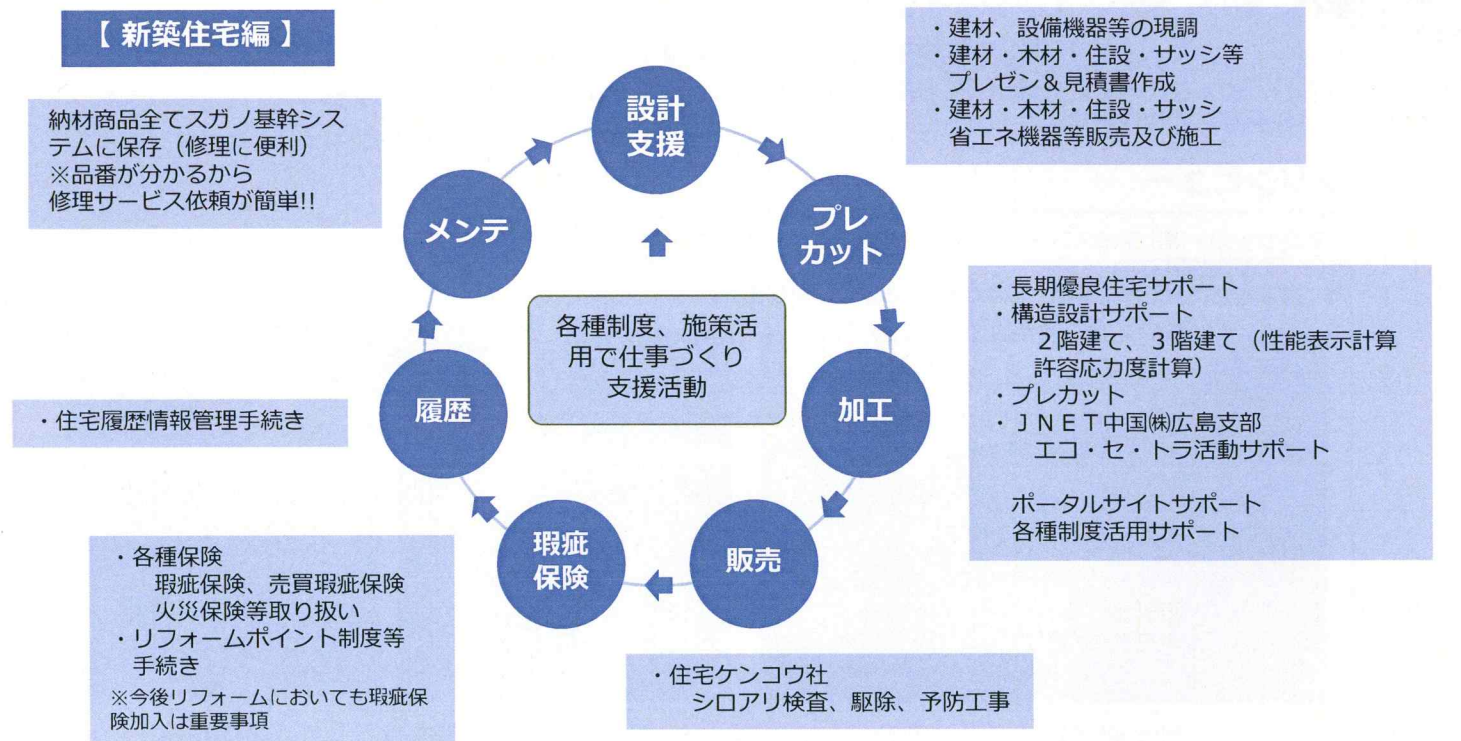 【 新築住宅編 】
納材商品全てスガノ基幹シス
テムに保存（修理に便利）
※品番が分かるから
修理サービス依頼が簡単!!
・建材、設備機器等の現調
・建材・木材・住設・サッシ等
プレゼン＆見積書作成
・建材・木材・住設・サッシ
省エネ機器等販売及び施工
設計
支援
プレ
カット
加工
販売
瑕疵
保険
履歴
メンテ
各種制度、施策活
用で仕事づくり
支援活動
・長期優良住宅サポート
・構造設計サポート
２階建て、３階建て（性能表示計算
許容応力度計算）
・プレカット
・ＪＮＥＴ中国㈱広島支部
エコ・セ・トラ活動サポート
ポータルサイトサポート
各種制度活用サポート
・住宅履歴情報管理手続き
・各種保険
瑕疵保険、売買瑕疵保険
火災保険等取り扱い
・リフォームポイント制度等
手続き
※今後リフォームにおいても瑕疵保
険加入は重要事項
・住宅ケンコウ社
シロアリ検査、駆除、予防工事